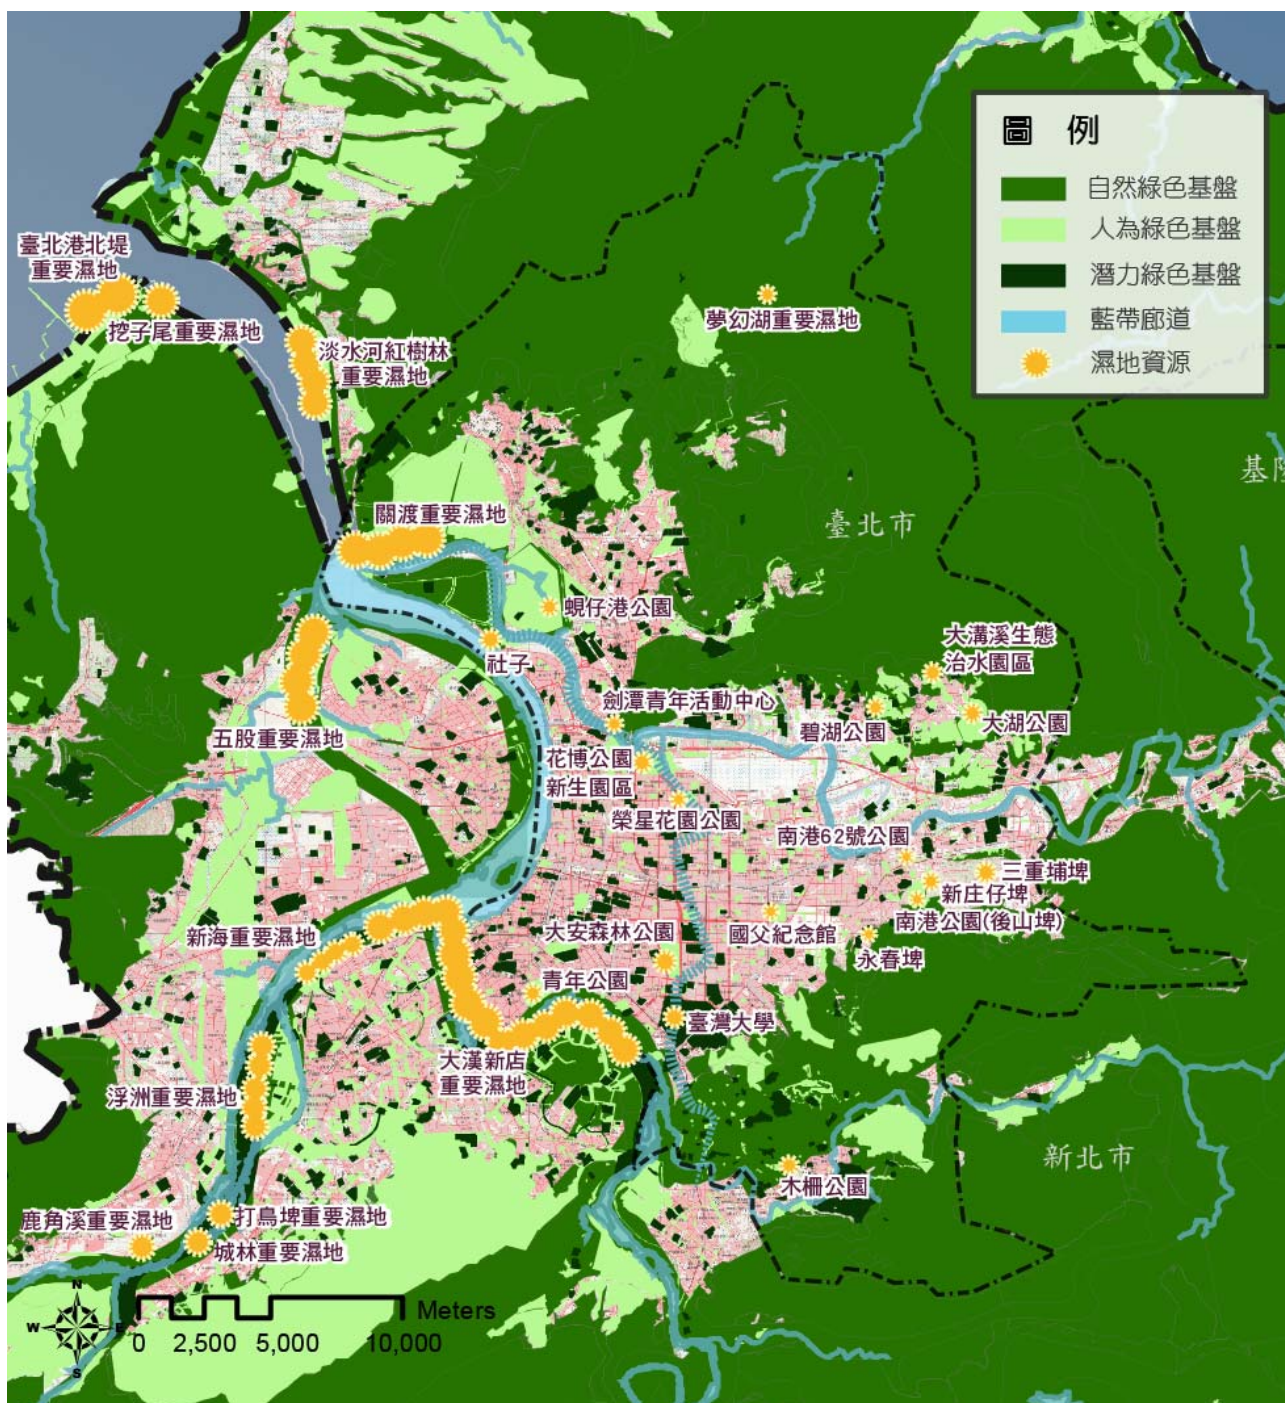 圖 例
自然綠色基盤
人為綠色基盤
潛力綠色基盤
藍帶廊道
濕地資源
臺北港北堤
重要濕地
挖子尾重要濕地
淡水河紅樹林
重要濕地
夢幻湖重要濕地
關渡重要濕地
臺北市
蜆仔港公園
社子
大溝溪生態
治水園區
劍潭青年活動中心
碧湖公園
大湖公園
五股重要濕地
花博公園
新生園區
榮星花園公園
南港62號公園
三重埔埤
新庄仔埤
南港公園(後山埤)
新海重要濕地
大安森林公園
國父紀念館
永春埤
青年公園
臺灣大學
大漢新店
重要濕地
浮洲重要濕地
新北市
木柵公園
鹿角溪重要濕地
打鳥埤重要濕地
城林重要濕地
N
W
E
S
Meters
0 2,500 5,000 10,000